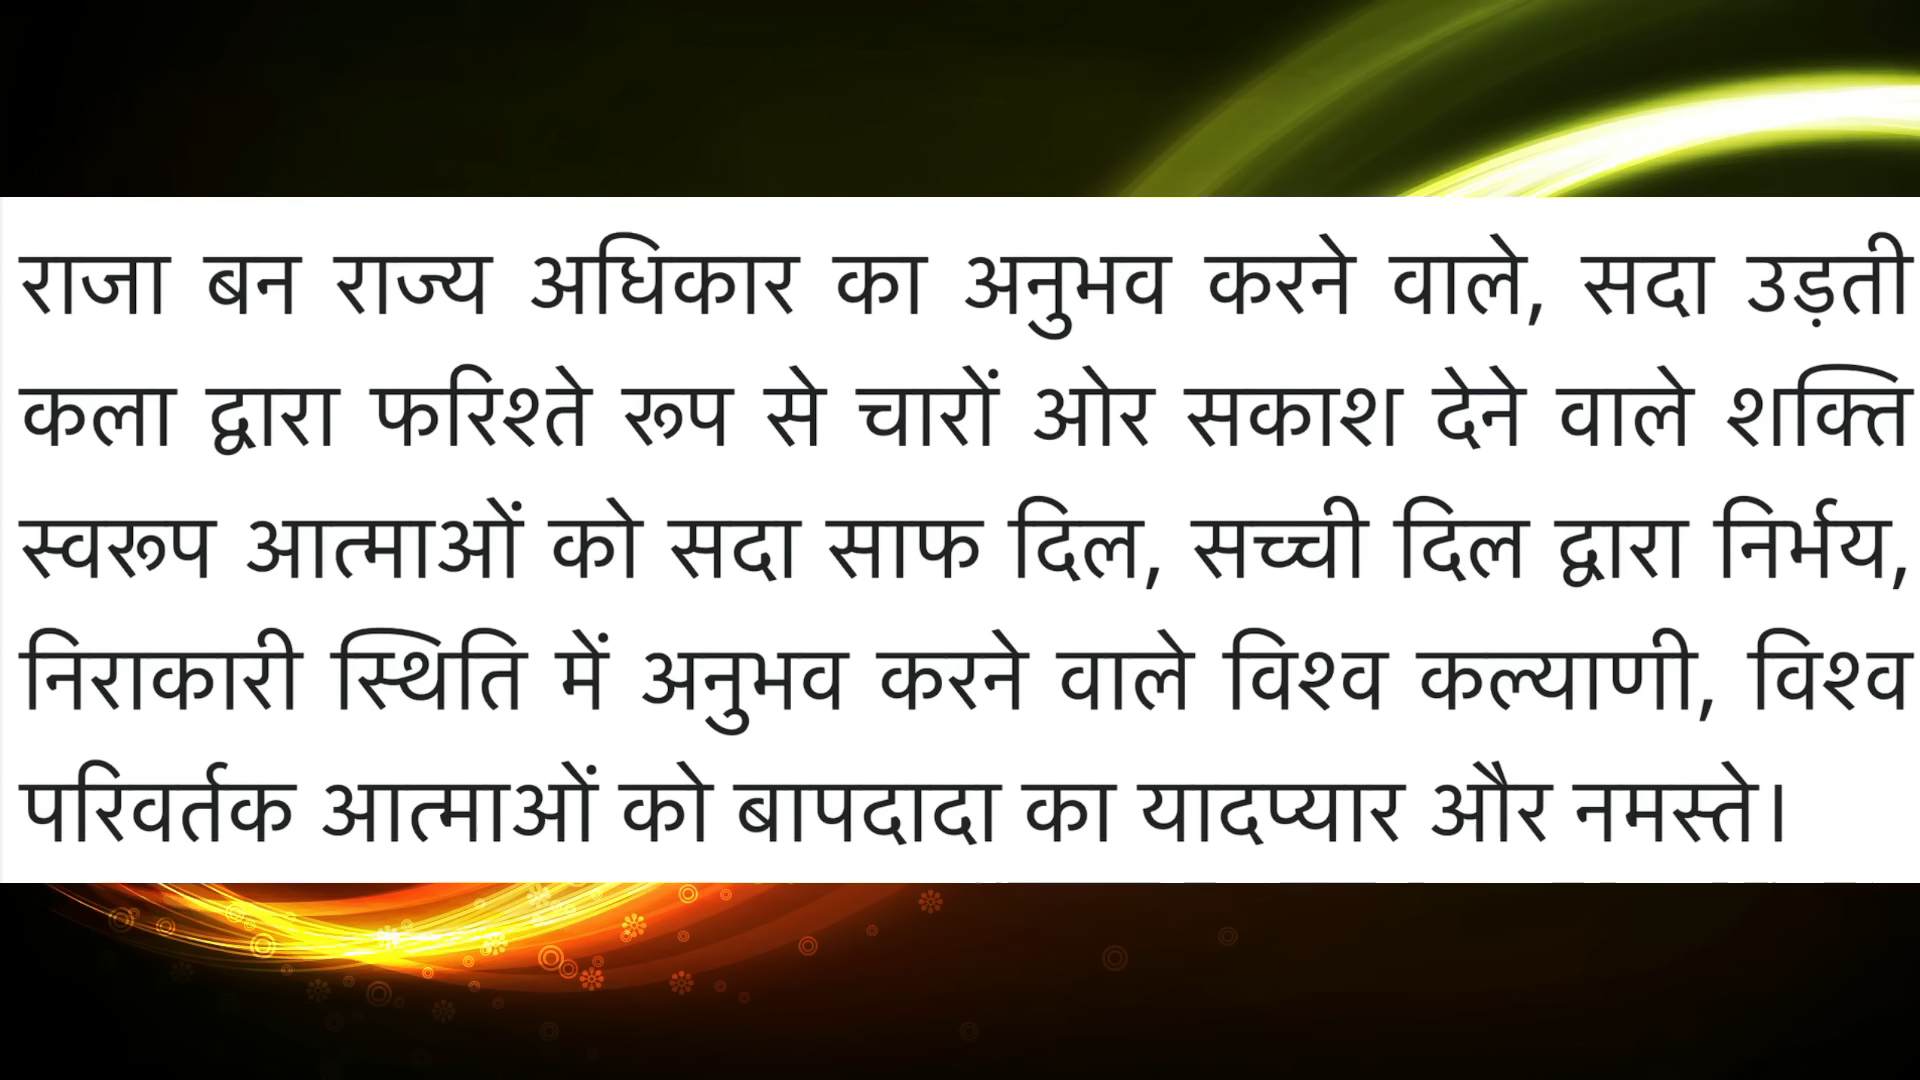 राजा बन राज्य अधिकार का अनुभव करने वाले, सदा उड़ती
कला द्वारा फरिश्ते रूप से चारों ओर सकाश देने वाले शक्ति
स्वरूप आत्माओं को सदा साफ दिल, सच्ची दिल द्वारा निर्भय,
निराकारी स्थिति में अनुभव करने वाले विश्व कल्याणी, विश्व
परिवर्तक आत्माओं को बापदादा का यादप्यार और नमस्ते।